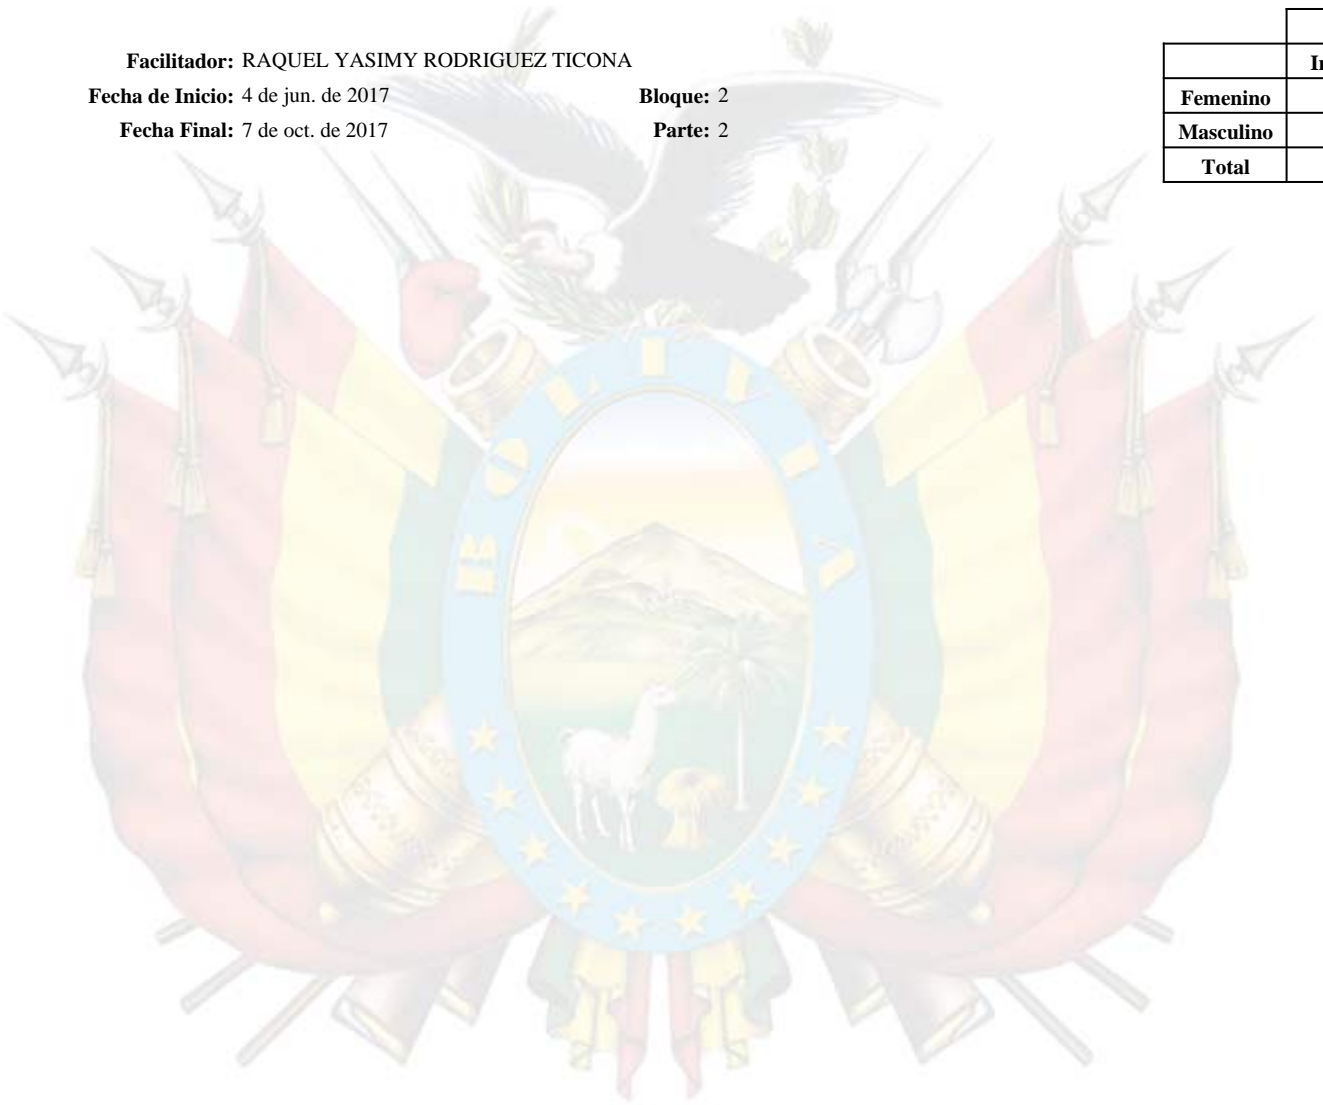 Facilitador: RAQUEL YASIMY RODRIGUEZ TICONA
Fecha de Inicio: 4 de jun. de 2017 Bloque: 2
Fecha Final: 7 de oct. de 2017 Parte: 2
Femenino
Masculino
Total
BOLIVIA